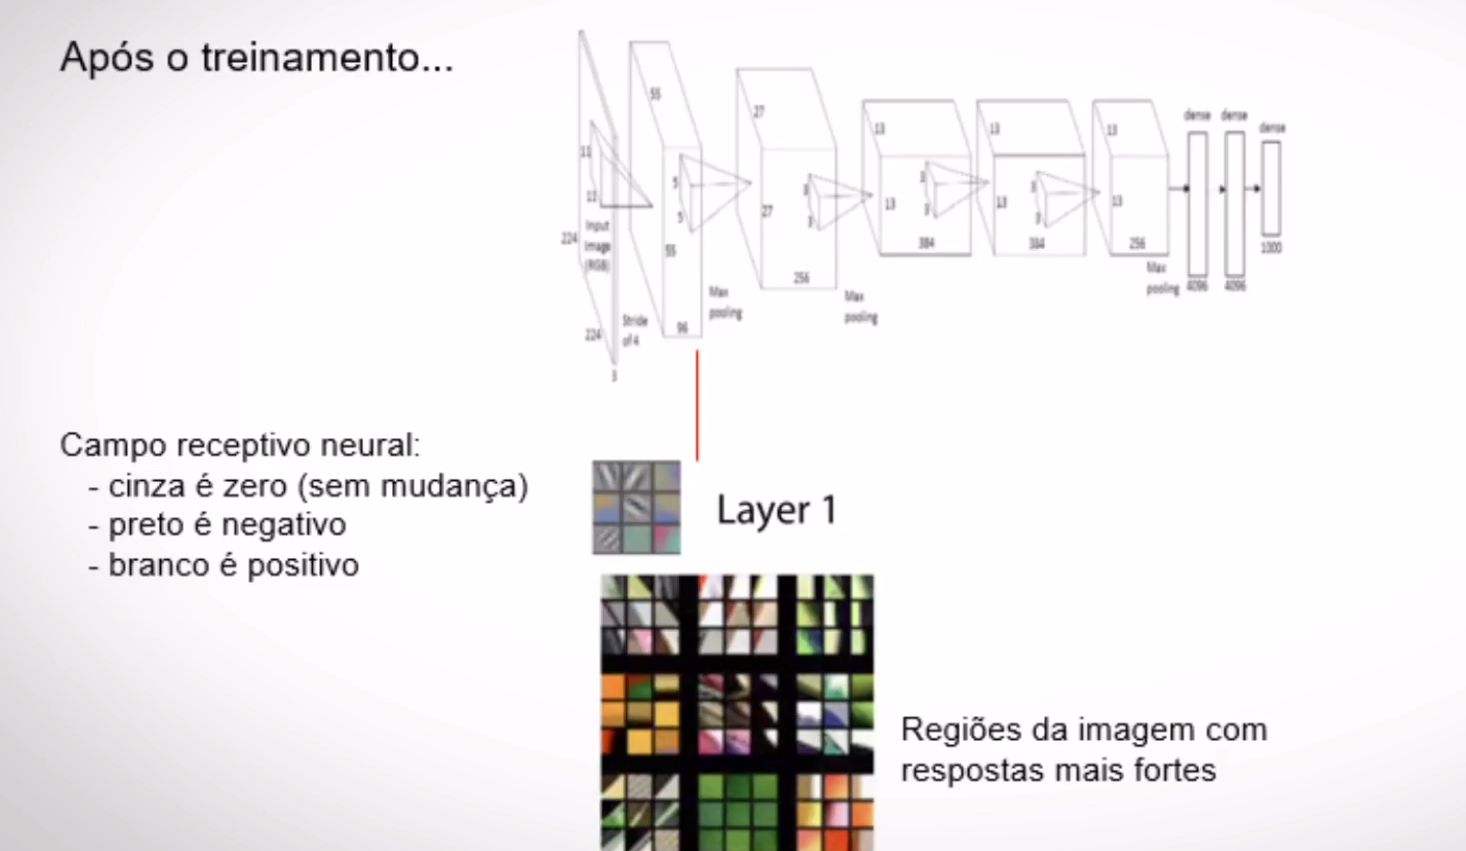 Após o treinamento...
55
27
13
13
13
dense
dense
dense
11
5
3
3
3
5
3
3
3
27
13
13
13
224
Input
Image
(RGB)
55
384
384
256
1000
256
Max
pooling
4096
4096
Max
pooling
Max
pooling
224
Stride
of 4
96
3
Campo receptivo neural:
- cinza é zero (sem mudança)
- preto é negativo
- branco é positivo
Layer 1
Regiões da imagem com
respostas mais fortes